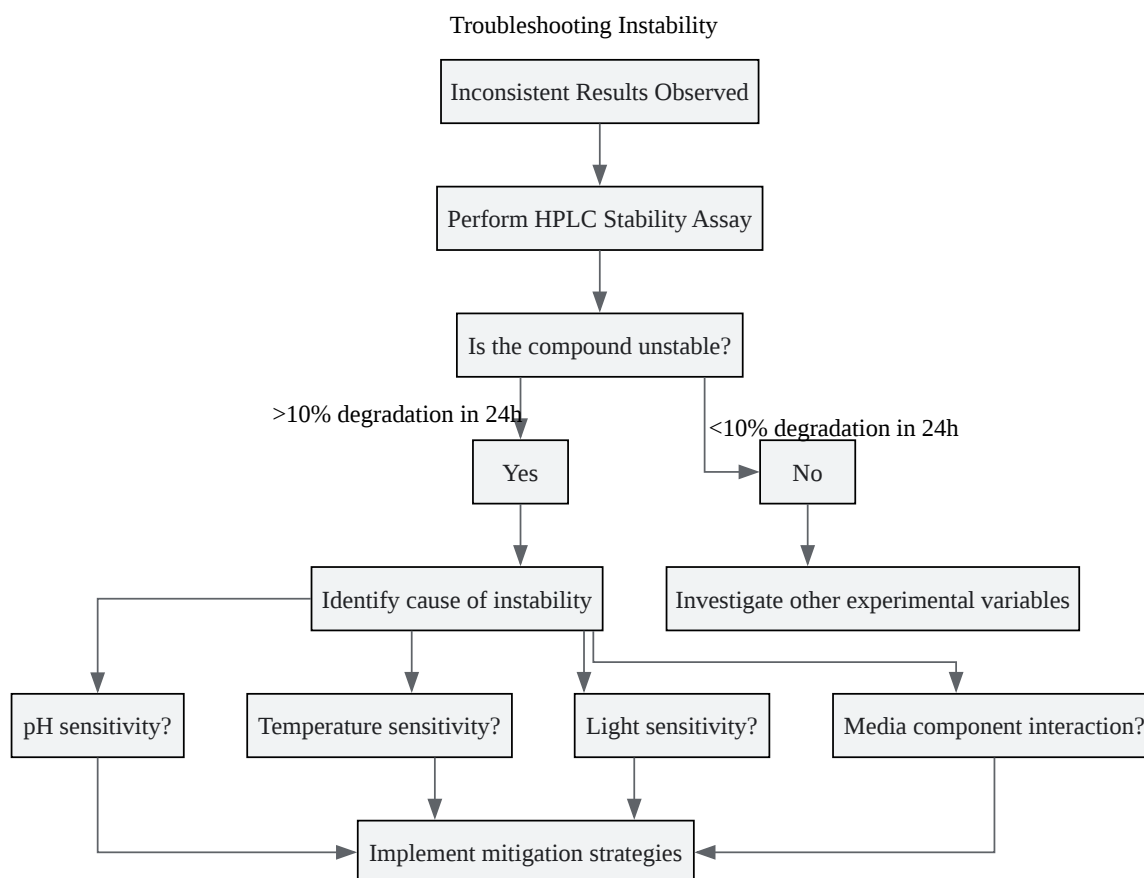 Troubleshooting Instability
Inconsistent Results Observed
Perform HPLC Stability Assay
Is the compound unstable?
>10% degradation in 24h
<10% degradation in 24h
Yes
No
Identify cause of instability
Investigate other experimental variables
pH sensitivity?
Temperature sensitivity?
Light sensitivity?
Media component interaction?
Implement mitigation strategies